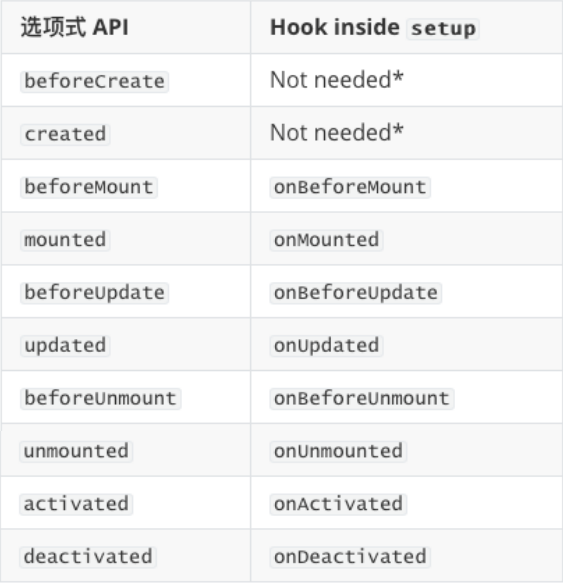 选项式 API Hook inside setup
beforeCreate Not needed*
created Not needed*
beforeMount onBeforeMount
mounted onMounted
beforeUpdate onBeforeUpdate
updated onUpdated
beforeUnmount onBeforeUnmount
unmounted onUnmounted
activated onActivated
deactivated onDeactivated